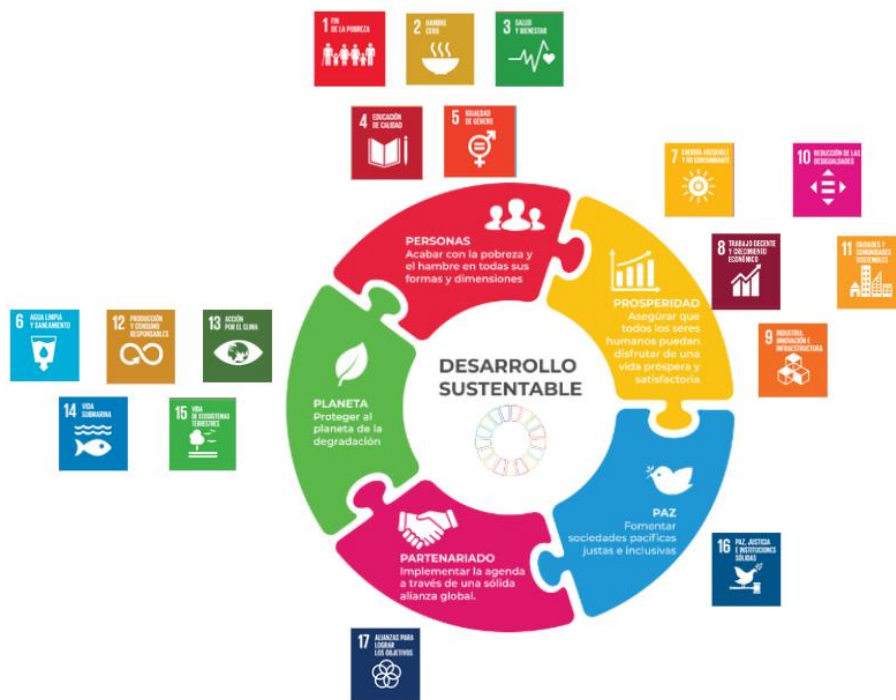 1 FIN
DE LA POBREZA
2 HAMBRE
CERO
3 SALUD
Y BIENESTAR
4 EDUCACIÓN
DE CALIDAD
5 IGUALDAD
DE GÉNERO
7 ENERGÍA ASEQUIBLE
Y NO CONTAMINANTE
10 REDUCCIÓN DE LAS
DESIGUALDADES
8 TRABAJO DECENTE
Y CRECIMIENTO
ECONÓMICO
11 CIUDADES Y
COMUNIDADES
SOSTENIBLES
9 INDUSTRIA,
INNOVACIÓN E
INFRAESTRUCTURA
6 AGUA LIMPIA
Y SANEAMIENTO
12 PRODUCCIÓN
Y CONSUMO
RESPONSABLES
13 ACCIÓN
POR EL CLIMA
14 VIDA
SUBMARINA
15 VIDA
DE ECOSISTEMAS
TERRESTRES
PERSONAS
Acabar con la pobreza y
el hambre en todas sus
formas y dimensiones
PROSPERIDAD
Asegúrar que
todos los seres
humanos puedan
disfrutar de una
vida próspera y
satisfactoria
DESARROLLO
SUSTENTABLE
PLANETA
Proteger al
planeta de la
degradación
PAZ
Fomentar
sociedades pacíficas
justas e inclusivas
PARTENARIADO
Implementar la agenda
a través de una sólida
alianza global.
16 PAZ, JUSTICIA
E INSTITUCIONES
SÓLIDAS
17 ALIANZAS PARA
LOGRAR
LOS OBJETIVOS